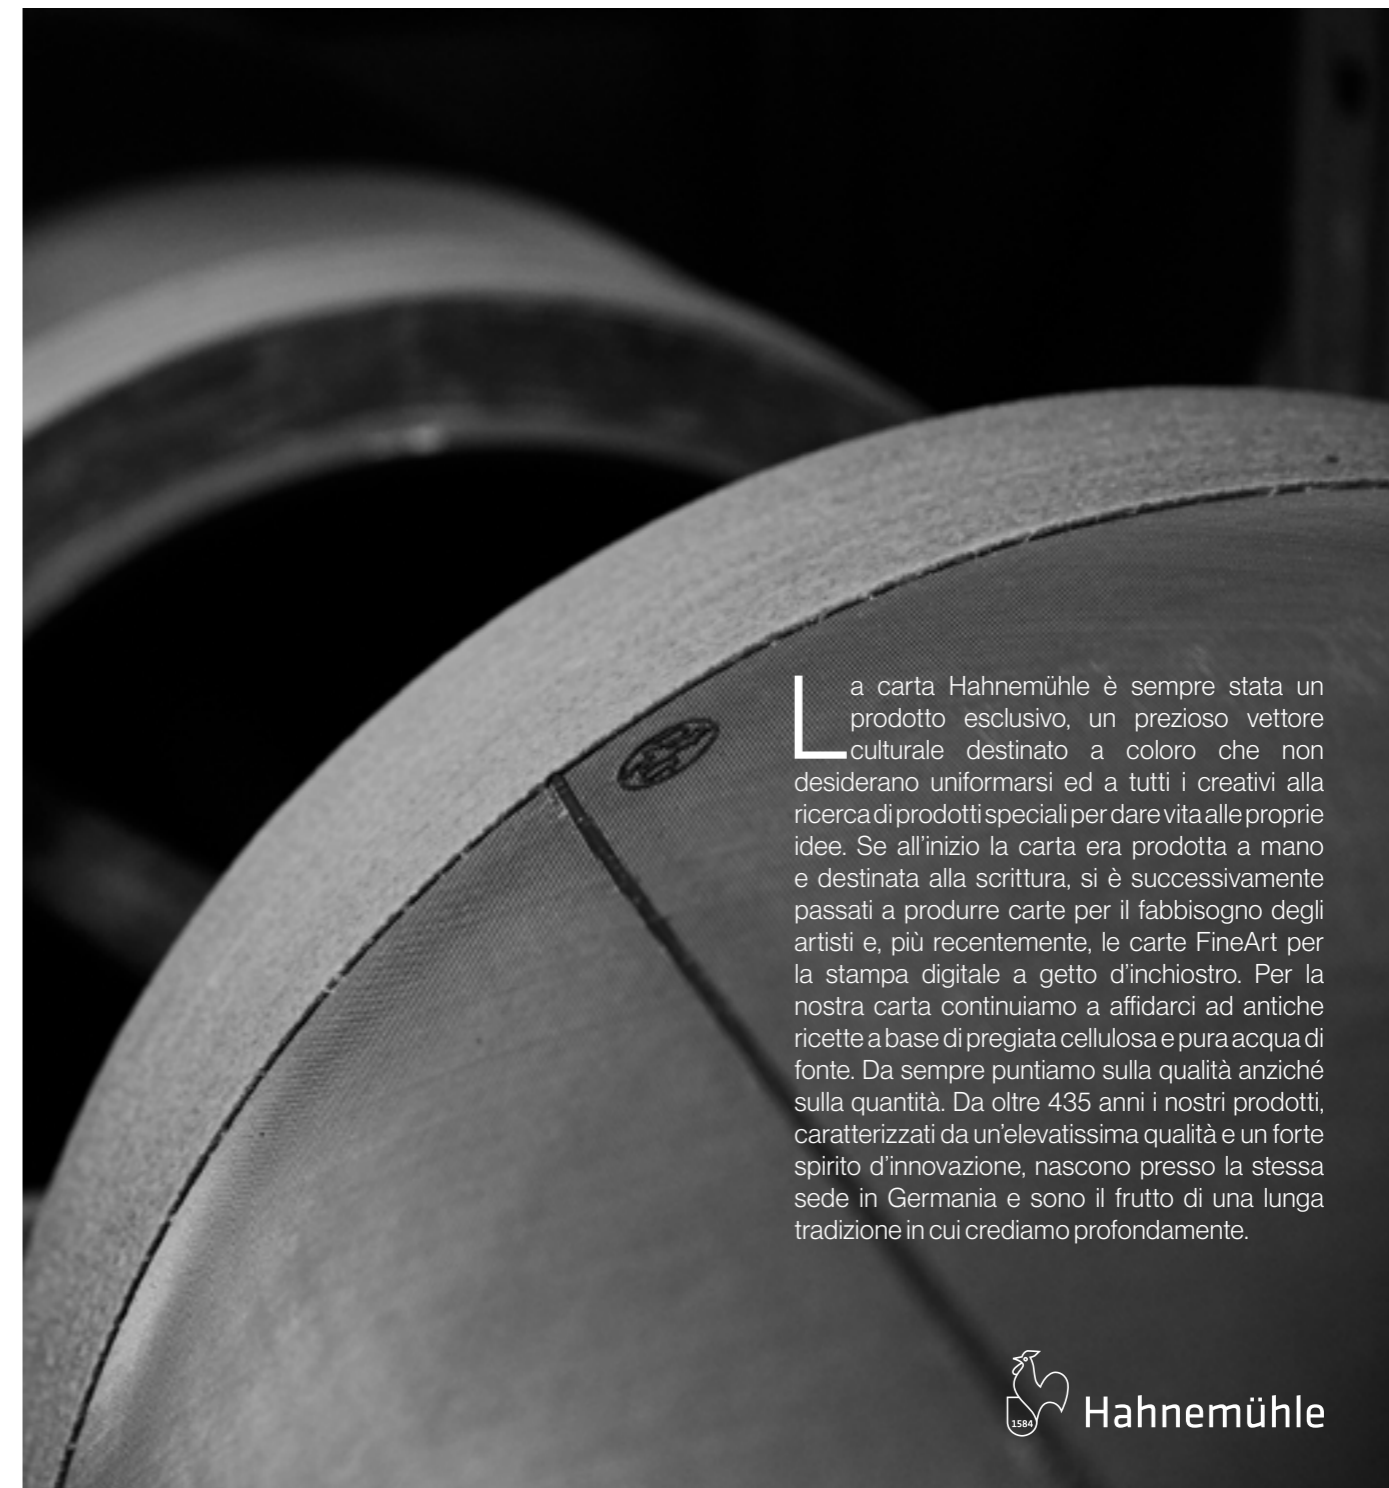 La carta Hahnemühle è sempre stata un
prodotto esclusivo, un prezioso vettore
culturale destinato a coloro che non
desiderano uniformarsi ed a tutti i creativi alla
ricerca di prodotti speciali per dare vita alle proprie
idee. Se all’inizio la carta era prodotta a mano
e destinata alla scrittura, si è successivamente
passati a produrre carte per il fabbisogno degli
artisti e, più recentemente, le carte FineArt per
la stampa digitale a getto d’inchiostro. Per la
nostra carta continuiamo a affidarci ad antiche
ricette a base di pregiata cellulosa e pura acqua di
fonte. Da sempre puntiamo sulla qualità anziché
sulla quantità. Da oltre 435 anni i nostri prodotti,
caratterizzati da un’elevatissima qualità e un forte
spirito d’innovazione, nascono presso la stessa
sede in Germania e sono il frutto di una lunga
tradizione in cui crediamo profondamente.
1584 Hahnemühle